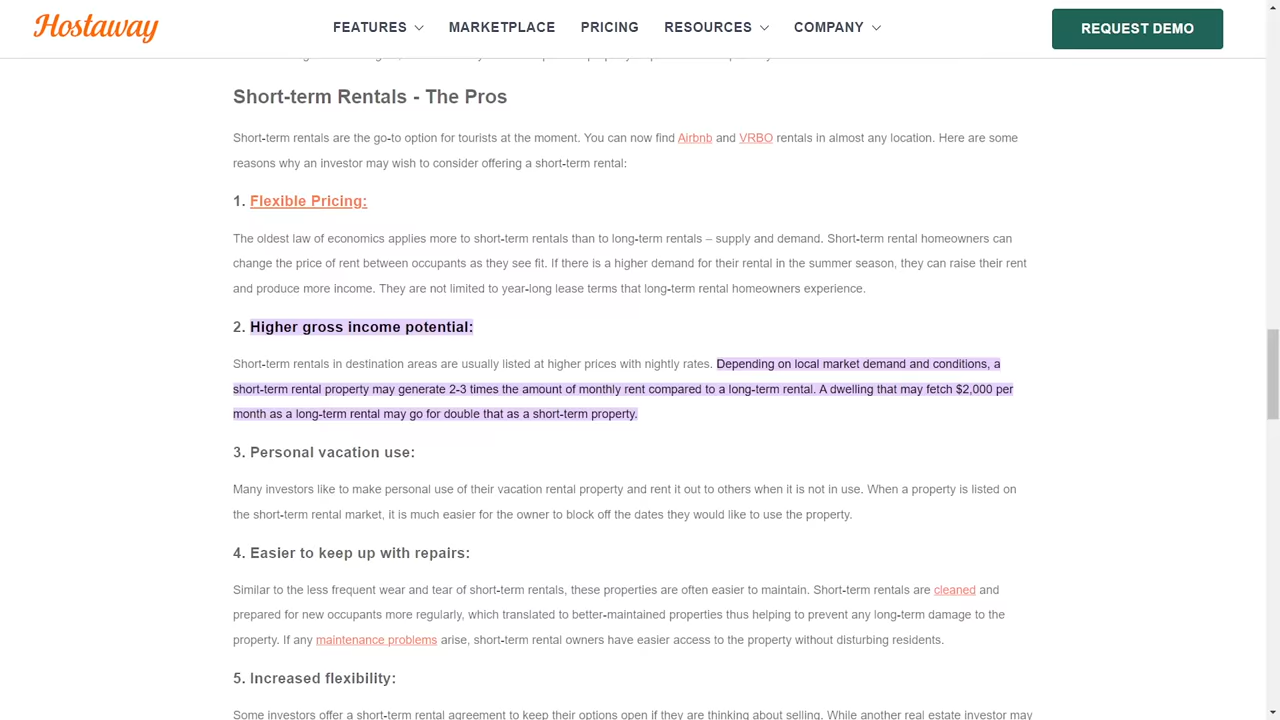 Hostaway
FEATURES
MARKETPLACE
PRICING
RESOURCES
COMPANY
REQUEST DEMO
Short-term Rentals - The Pros
Short-term rentals are the go-to option for tourists at the moment. You can now find Airbnb and VRBO rentals in almost any location. Here are some
reasons why an investor may wish to consider offering a short-term rental:
1. Flexible Pricing:
The oldest law of economics applies more to short-term rentals than to long-term rentals – supply and demand. Short-term rental homeowners can
change the price of rent between occupants as they see fit. If there is a higher demand for their rental in the summer season, they can raise their rent
and produce more income. They are not limited to year-long lease terms that long-term rental homeowners experience.
2. Higher gross income potential:
Short-term rentals in destination areas are usually listed at higher prices with nightly rates. Depending on local market demand and conditions, a
short-term rental property may generate 2-3 times the amount of monthly rent compared to a long-term rental. A dwelling that may fetch $2,000 per
month as a long-term rental may go for double that as a short-term property.
3. Personal vacation use:
Many investors like to make personal use of their vacation rental property and rent it out to others when it is not in use. When a property is listed on
the short-term rental market, it is much easier for the owner to block off the dates they would like to use the property.
4. Easier to keep up with repairs:
Similar to the less frequent wear and tear of short-term rentals, these properties are often easier to maintain. Short-term rentals are cleaned and
prepared for new occupants more regularly, which translated to better-maintained properties thus helping to prevent any long-term damage to the
property. If any maintenance problems arise, short-term rental owners have easier access to the property without disturbing residents.
5. Increased flexibility:
Some investors offer a short-term rental agreement to keep their options open if they are thinking about selling. While another real estate investor may